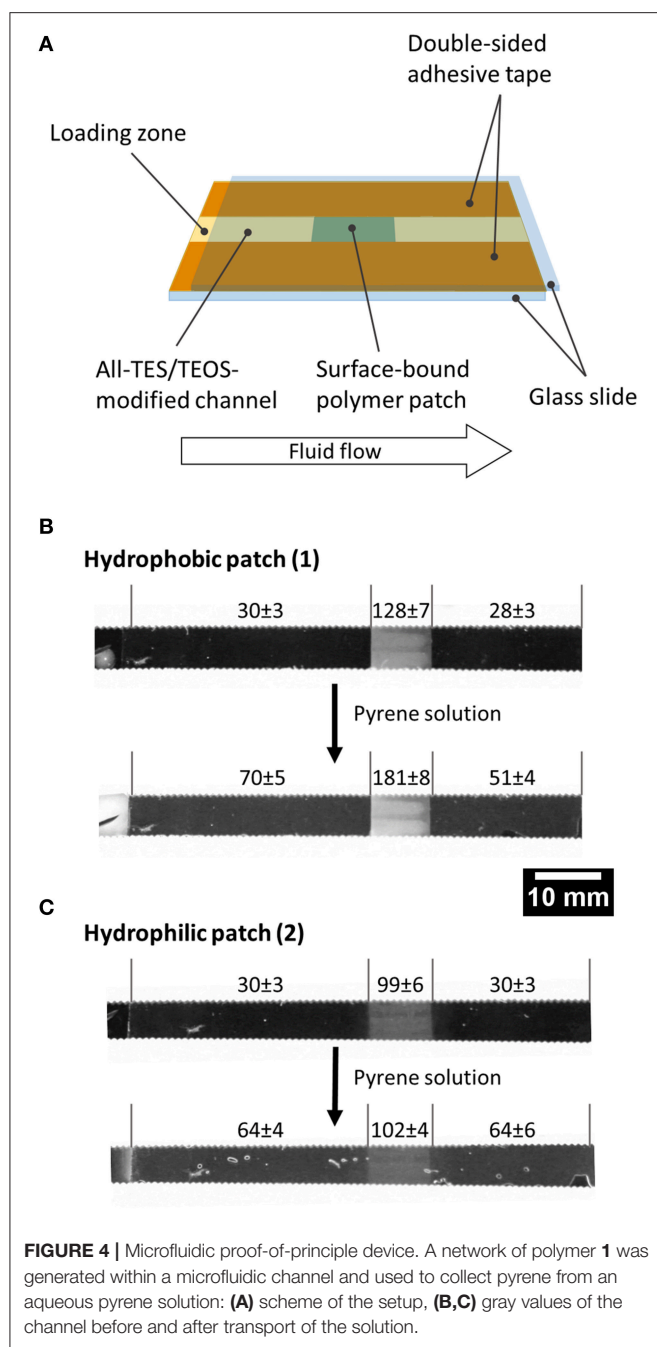 A
Double-sided
adhesive tape
Loading zone
All-TES/TEOS-
modified channel
Surface-bound
polymer patch
Glass slide
Fluid flow
B
Hydrophobic patch (1)
30±3 128±7 28±3
Pyrene solution
70±5 181±8 51±4
10 mm
C
Hydrophilic patch (2)
30±3 99±6 30±3
Pyrene solution
64±4 102±4 64±6
FIGURE 4 | Microfluidic proof-of-principle device. A network of polymer 1 was
generated within a microfluidic channel and used to collect pyrene from an
aqueous pyrene solution: (A) scheme of the setup, (B,C) gray values of the
channel before and after transport of the solution.